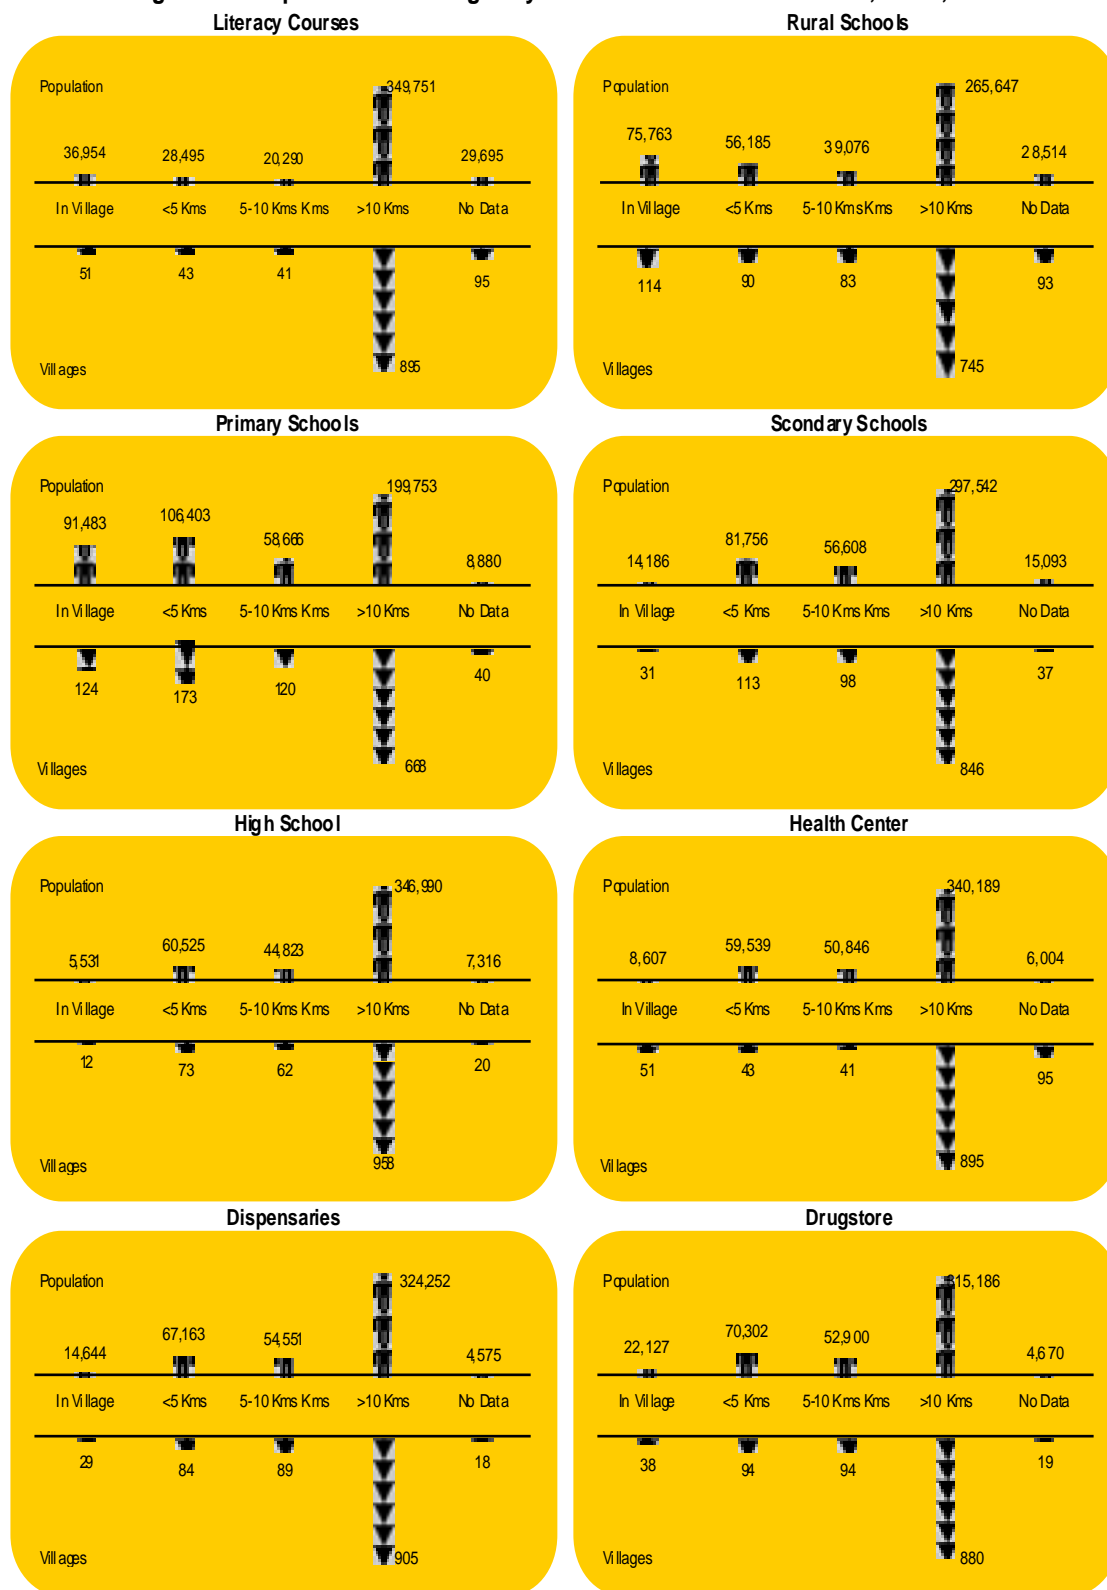 Literacy Courses
Population
349,751
36,954
28,495
20,290
29,695
In Village <5 Kms 5-10 Kms Kms >10 Kms No Data
51
43
41
95
895
Villages
Rural Schools
Population
265,647
75,763
56,185
39,076
28,514
In Village <5 Kms 5-10 Kms Kms >10 Kms No Data
114
90
83
93
745
Villages
Primary Schools
Population
199,753
91,483
106,403
58,666
8,880
In Village <5 Kms 5-10 Kms Kms >10 Kms No Data
124
173
120
40
668
Villages
Scondary Schools
Population
297,542
14,186
81,756
56,608
15,093
In Village <5 Kms 5-10 Kms Kms >10 Kms No Data
31
113
98
37
846
Villages
High School
Population
346,990
5,531
60,525
44,823
7,316
In Village <5 Kms 5-10 Kms Kms >10 Kms No Data
12
73
62
20
958
Villages
Health Center
Population
340,189
8,607
59,539
50,846
6,004
In Village <5 Kms 5-10 Kms Kms >10 Kms No Data
51
43
41
95
895
Villages
Dispensaries
Population
324,252
14,644
67,163
54,551
4,575
In Village <5 Kms 5-10 Kms Kms >10 Kms No Data
29
84
89
18
905
Villages
Drugstore
Population
315,186
22,127
70,302
52,900
4,670
In Village <5 Kms 5-10 Kms Kms >10 Kms No Data
38
94
94
19
880
Villages